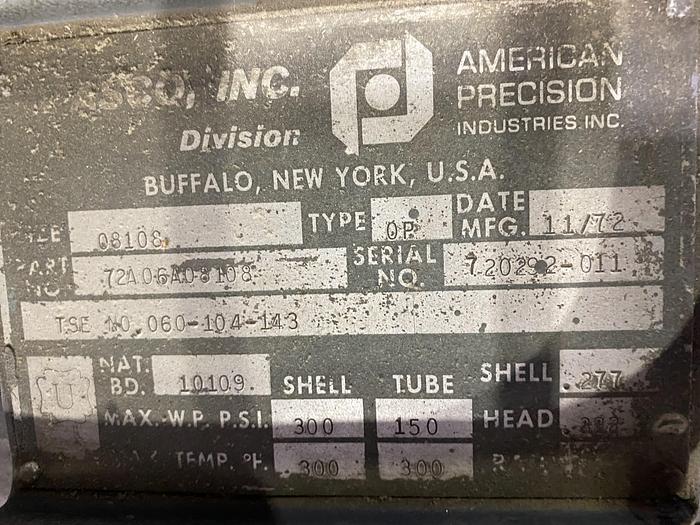 INC.
AMERICAN
PRECISION
INDUSTRIES, INC.
Division
BUFFALO, NEW YORK, U.S.A.
08108 TYPE OP DATE MFG. 11/72
72A06A08108 SERIAL NO. 720292-011
TSE NO. 060-104-143
U NAT. BD. 10109 SHELL TUBE SHELL .277
MAX. W.P. P.S.I. 300 150 HEAD
TEMP. °F. 300 300